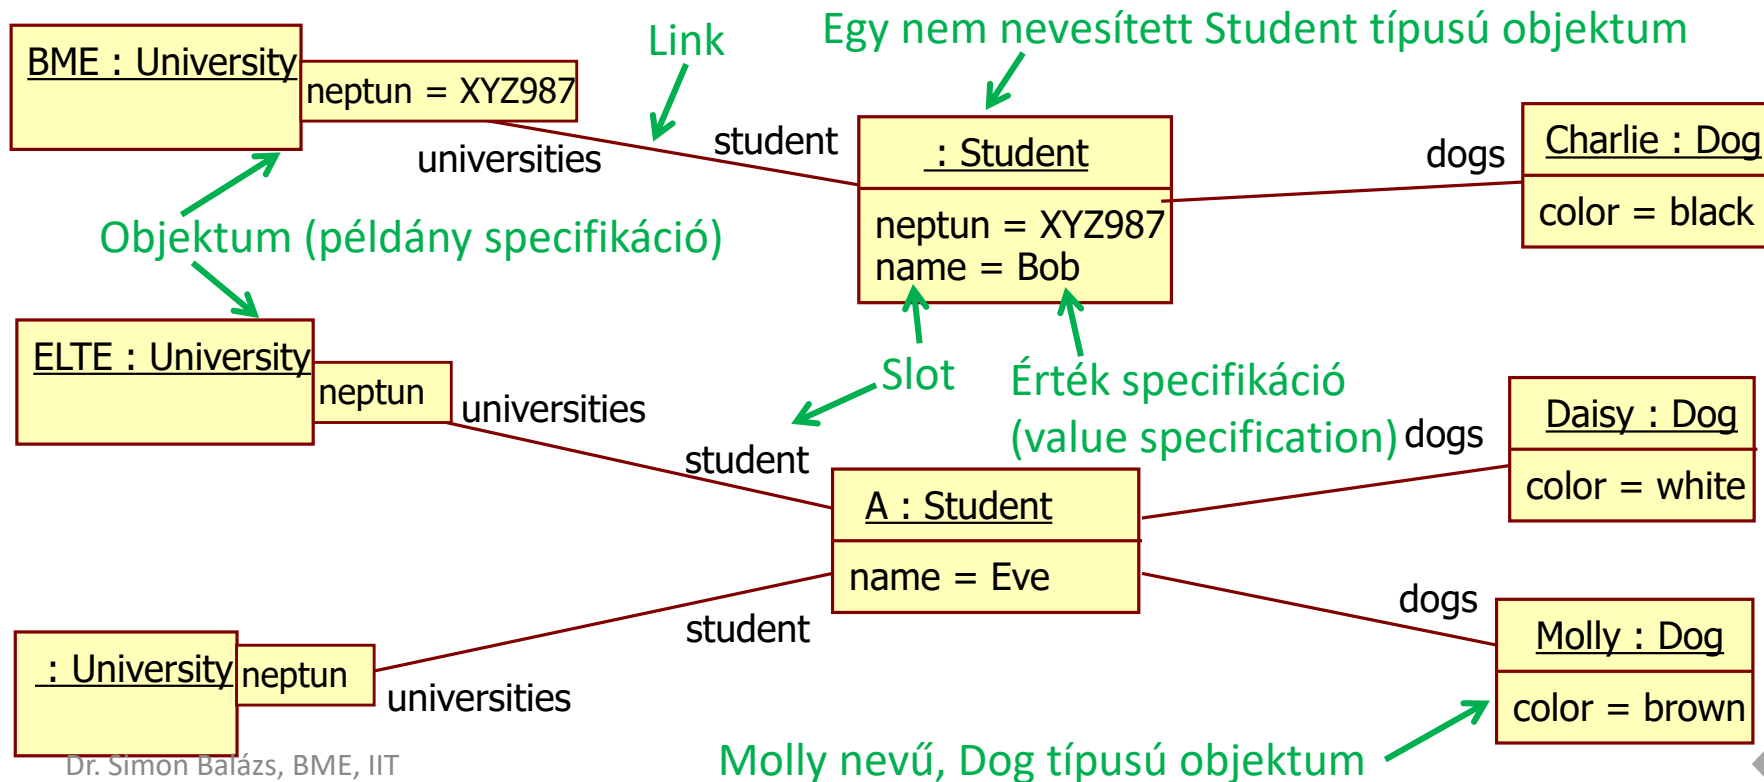 BME : University
neptun = XYZ987
Link
Egy nem nevesített Student típusú objektum
universities
student
: Student
neptun = XYZ987
name = Bob
dogs
Charlie : Dog
color = black
Objektum (példány specifikáció)
ELTE : University
neptun
universities
student
Slot
Érték specifikáció
(value specification)
dogs
Daisy : Dog
color = white
A : Student
name = Eve
: University
neptun
universities
student
dogs
Molly : Dog
color = brown
Dr. Simon Balázs, BME, IIT
Molly nevű, Dog típusú objektum